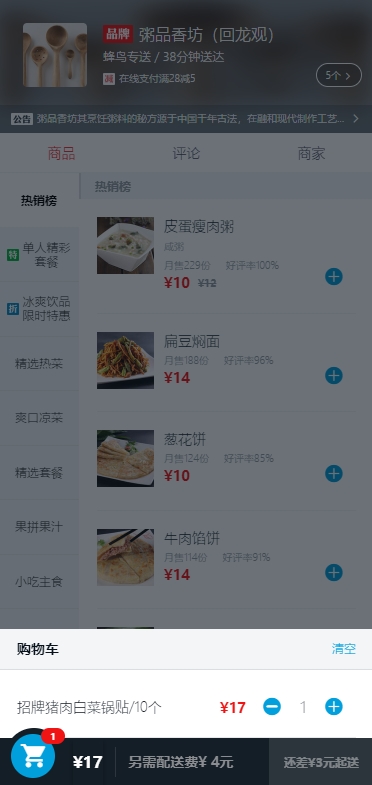 品牌 粥品香坊（回龙观）
蜂鸟专送 / 38分钟送达
减 在线支付满28减5
5个
公告 粥品香坊其烹饪粥料的秘方源于中国千年古法，在融和现代制作工艺...
商品 评论 商家
热销榜
热销榜
特 单人精彩
套餐
折 冰爽饮品
限时特惠
精选热菜
爽口凉菜
精选套餐
果拼果汁
小吃主食
皮蛋瘦肉粥
咸粥
月售229份 好评率100%
¥10 ¥12
扁豆焖面
月售188份 好评率96%
¥14
葱花饼
月售124份 好评率85%
¥10
牛肉馅饼
月售114份 好评率91%
¥14
购物车 清空
招牌猪肉白菜锅贴/10个 ¥17 1
1
¥17 另需配送费¥ 4元 还差¥3元起送